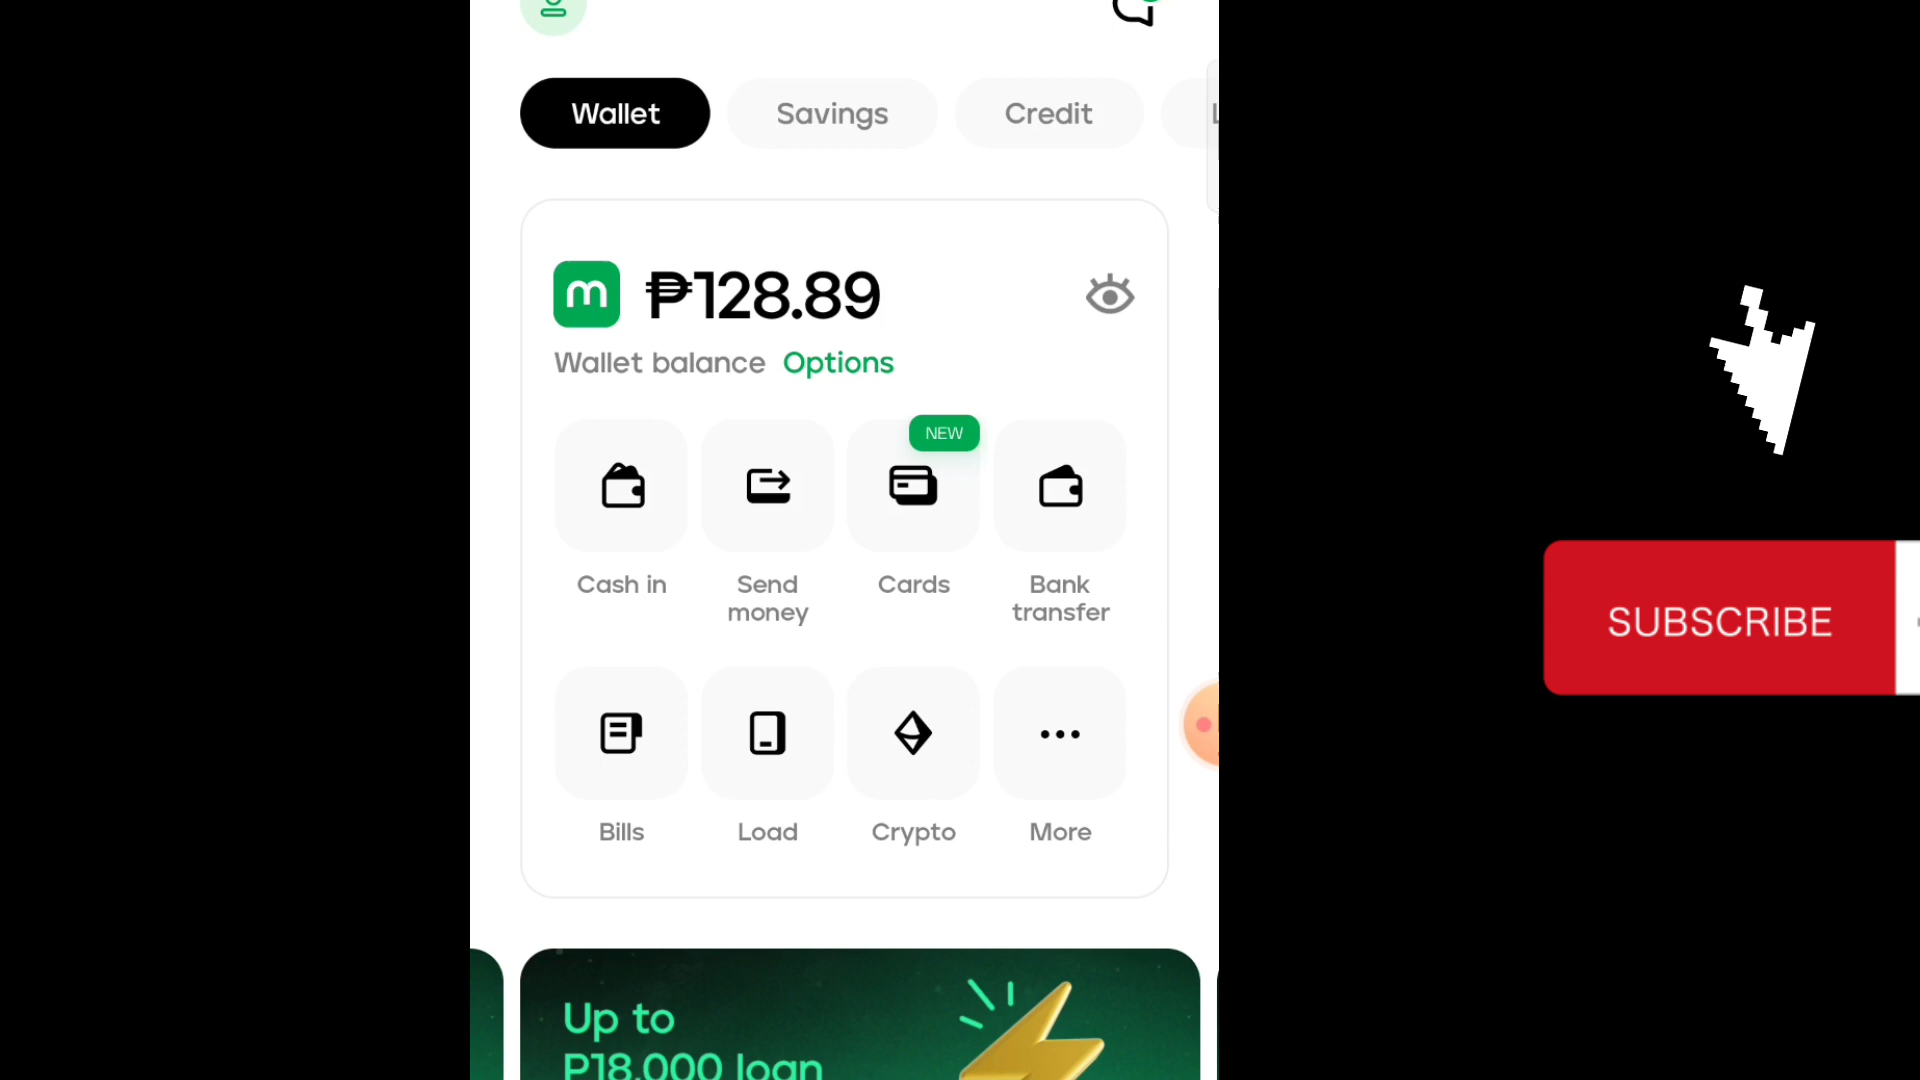 Wallet
Savings
Credit
m
₱128.89
Wallet balance Options
NEW
Cash in
Send
money
Cards
Bank
transfer
SUBSCRIBE
Bills
Load
Crypto
More
Up to
P18,000 loan